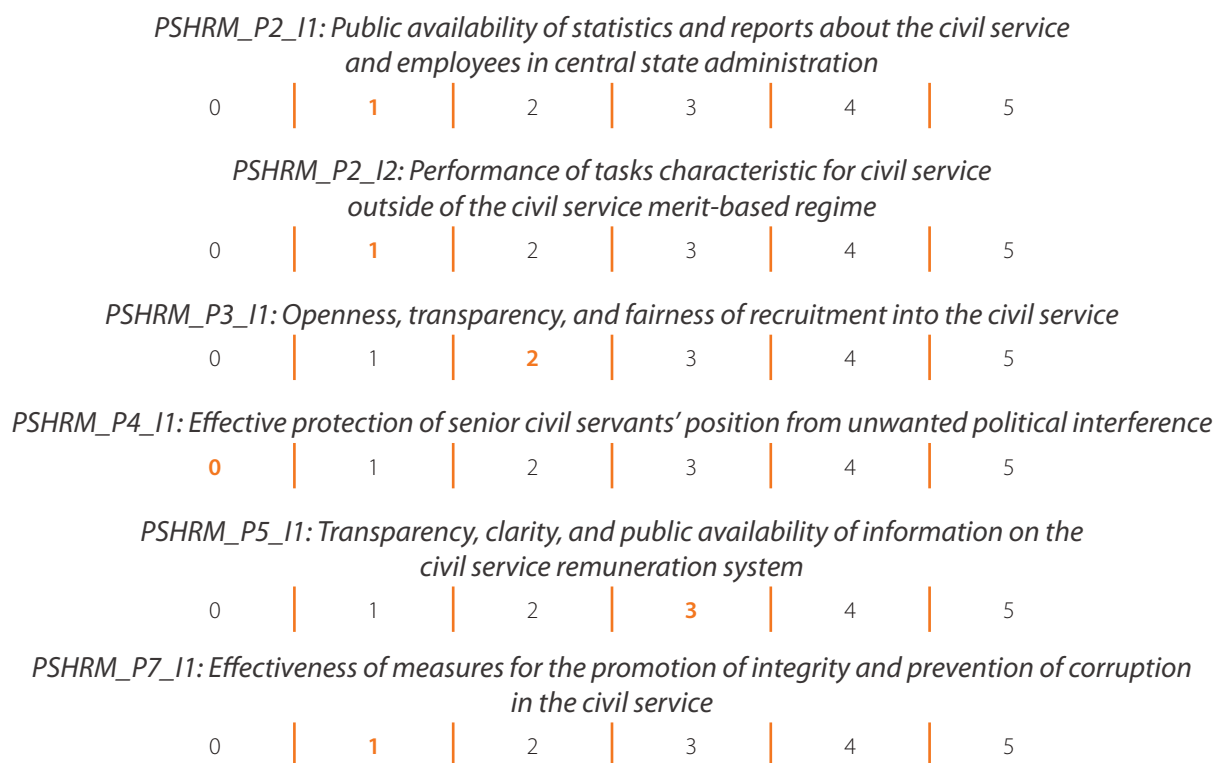 PSHRM_P2_I1: Public availability of statistics and reports about the civil service
and employees in central state administration
0 1 2 3 4 5
PSHRM_P2_I2: Performance of tasks characteristic for civil service
outside of the civil service merit-based regime
0 1 2 3 4 5
PSHRM_P3_I1: Openness, transparency, and fairness of recruitment into the civil service
0 1 2 3 4 5
PSHRM_P4_I1: Effective protection of senior civil servants’ position from unwanted political interference
0 1 2 3 4 5
PSHRM_P5_I1: Transparency, clarity, and public availability of information on the
civil service remuneration system
0 1 2 3 4 5
PSHRM_P7_I1: Effectiveness of measures for the promotion of integrity and prevention of corruption
in the civil service
0 1 2 3 4 5